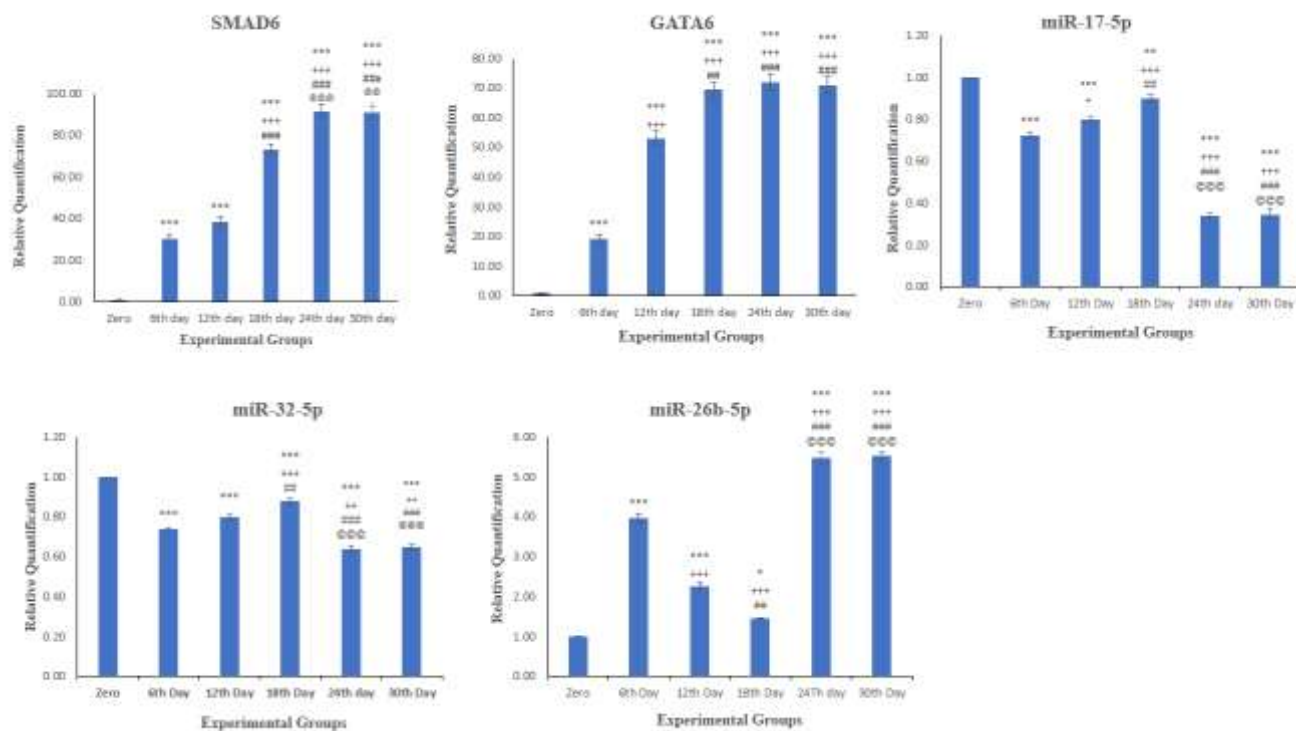 SMAD6
Relative Quantification
100.00
80.00
60.00
40.00
20.00
0.00
***
***
***
+++
###
***
+++
###
@@@
***
+++
###
@@
Zero
6th day
12th day
18th day
24th day
30th day
Experimental Groups
GATA6
Relative Quantification
80.00
70.00
60.00
50.00
40.00
30.00
20.00
10.00
0.00
***
***
+++
***
+++
##
***
+++
###
***
+++
###
Zero
6th day
12th day
18th day
24th day
30th day
Experimental Groups
miR-17-5p
Relative Quantification
1.20
1.00
0.80
0.60
0.40
0.20
0.00
***
***
+
**
+++
##
***
+++
###
@@@
***
+++
###
@@@
Zero
6th Day
12th Day
18th Day
24th day
30th Day
Experimental Groups
miR-32-5p
Relative Quantification
1.20
1.00
0.80
0.60
0.40
0.20
0.00
***
***
***
+++
##
***
++
###
@@@
***
++
###
@@@
Zero
6th Day
12th Day
18th Day
24th day
30th Day
Experimental Groups
miR-26b-5p
Relative Quantification
6.00
5.00
4.00
3.00
2.00
1.00
0.00
***
***
+++
*
+++
##
***
+++
###
@@@
***
+++
###
@@@
Zero
6th Day
12th Day
18th Day
24Th day
30th Day
Experimental Groups